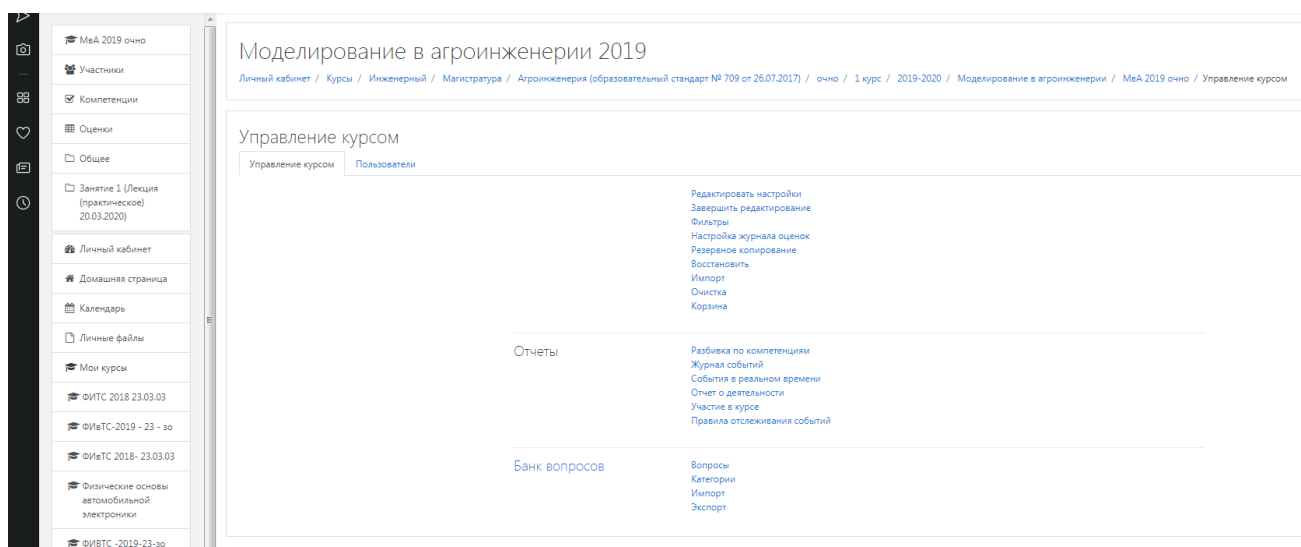 МвА 2019 очно
Участники
Компетенции
Оценки
Общее
Занятие 1 (Лекция
(практическое)
20.03.2020)
Личный кабинет
Домашняя страница
Календарь
Личные файлы
Мои курсы
ФИТС 2018 23.03.03
ФИвТС-2019 - 23 - зо
ФИвТС 2018- 23.03.03
Физические основы
автомобильной
электроники
ФИВТС -2019-23-зо
Моделирование в агроинженерии 2019
Личный кабинет / Курсы / Инженерный / Магистратура / Агроинженерия (образовательный стандарт № 709 от 26.07.2017) / очно / 1 курс / 2019-2020 / Моделирование в агроинженерии / МвА 2019 очно / Управление курсом
Управление курсом
Управление курсом Пользователи
Редактировать настройки
Завершить редактирование
Фильтры
Настройка журнала оценок
Резервное копирование
Восстановить
Импорт
Очистка
Корзина
Отчеты
Разбивка по компетенциям
Журнал событий
События в реальном времени
Отчет о деятельности
Участие в курсе
Правила отслеживания событий
Банк вопросов
Вопросы
Категории
Импорт
Экспорт